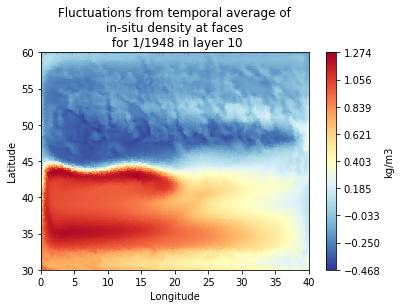 Fluctuations from temporal average of
in-situ density at faces
for 1/1948 in layer 10
60
55
50
45
40
35
30
Latitude
0 5 10 15 20 25 30 35 40
Longitude
1.274
1.056
0.839
0.621
0.403
0.185
−0.033
−0.250
−0.468
kg/m3